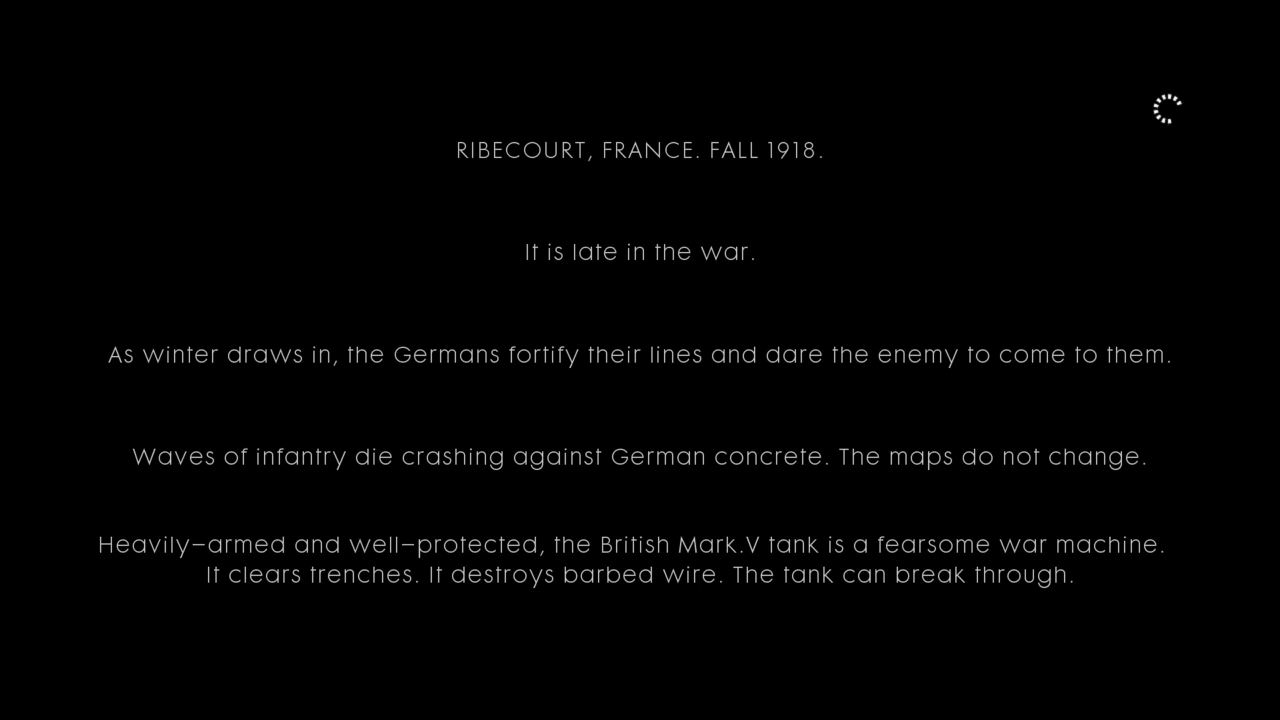 RIBECOURT, FRANCE. FALL 1918.
It is late in the war.
As winter draws in, the Germans fortify their lines and dare the enemy to come to them.
Waves of infantry die crashing against German concrete. The maps do not change.
Heavily–armed and well–protected, the British Mark.V tank is a fearsome war machine.
It clears trenches. It destroys barbed wire. The tank can break through.